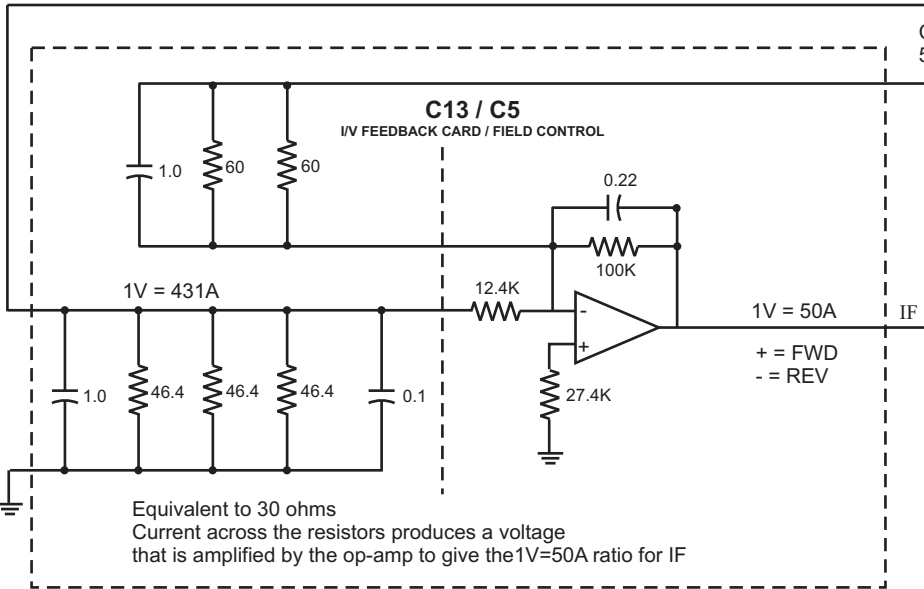 C
5
C13 / C5
I/V FEEDBACK CARD / FIELD CONTROL
1.0
60
60
0.22
100K
1V = 431A
12.4K
-
+
1V = 50A
IF
+ = FWD
- = REV
1.0
46.4
46.4
46.4
0.1
27.4K
Equivalent to 30 ohms
Current across the resistors produces a voltage
that is amplified by the op-amp to give the1V=50A ratio for IF